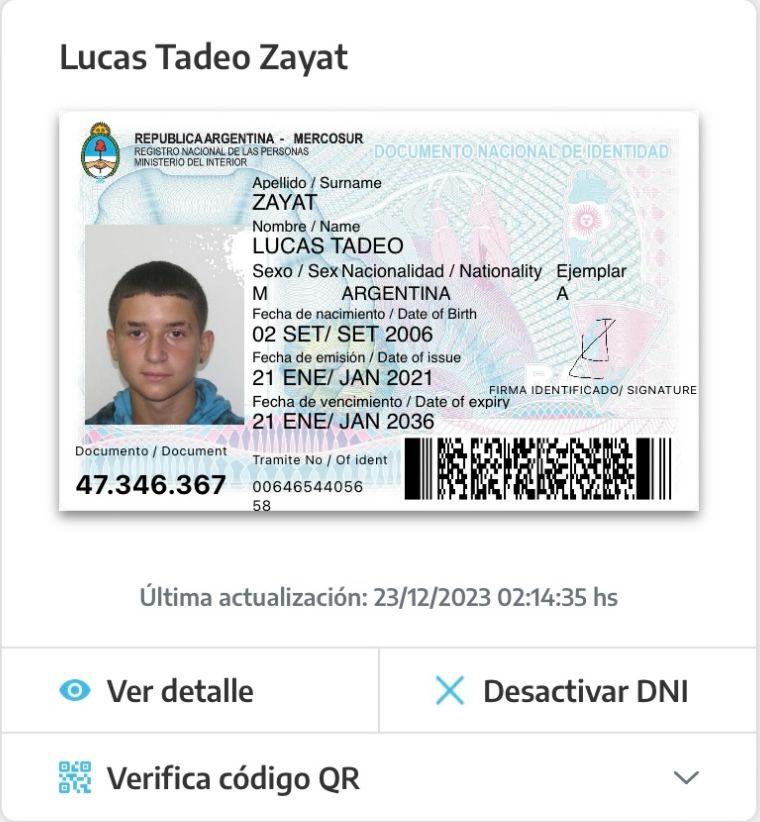 Lucas Tadeo Zayat
REPUBLICA ARGENTINA - MERCOSUR
REGISTRO NACIONAL DE LAS PERSONAS
MINISTERIO DEL INTERIOR
DOCUMENTO NACIONAL DE IDENTIDAD
Apellido / Surname
ZAYAT
Nombre / Name
LUCAS TADEO
Sexo / Sex Nacionalidad / Nationality Ejemplar
M ARGENTINA A
Fecha de nacimiento / Date of Birth
02 SET/ SET 2006
Fecha de emisión / Date of issue
21 ENE/ JAN 2021
FIRMA IDENTIFICADO/ SIGNATURE
Fecha de vencimiento / Date of expiry
21 ENE/ JAN 2036
Documento / Document
47.346.367
Tramite No / Of ident
00646544056
58
Última actualización: 23/12/2023 02:14:35 hs
Ver detalle
Desactivar DNI
Verifica código QR